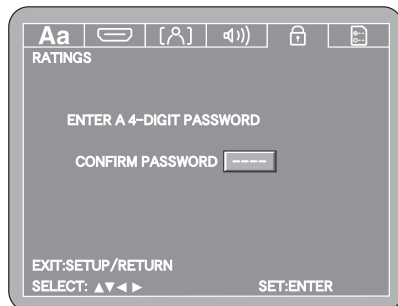 Aa
RATINGS
ENTER A 4-DIGIT PASSWORD
CONFIRM PASSWORD ----
EXIT:SETUP/RETURN
SELECT: ▲▼◄► SET:ENTER